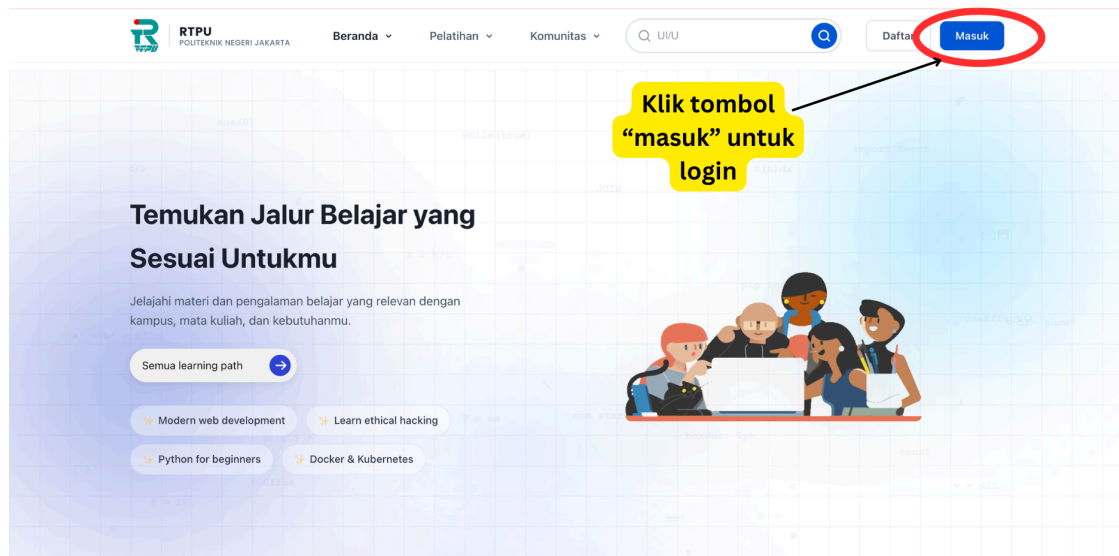 RTPU
POLITEKNIK NEGERI JAKARTA
Beranda
Pelatihan
Komunitas
UI/U
Daftar
Masuk
Klik tombol
“masuk” untuk
login
Temukan Jalur Belajar yang
Sesuai Untukmu
Jelajahi materi dan pengalaman belajar yang relevan dengan
kampus, mata kuliah, dan kebutuhanmu.
Semua learning path
Modern web development
Learn ethical hacking
Python for beginners
Docker & Kubernetes